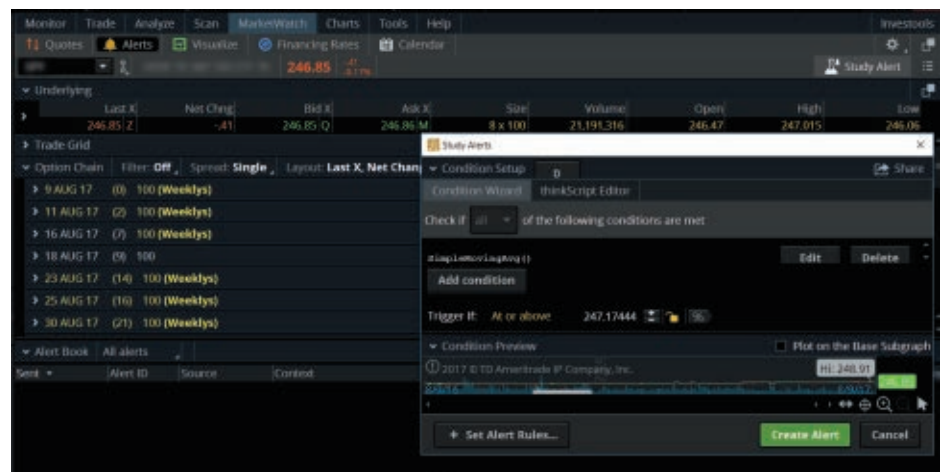 Monitor Trade Analyze Scan MarketWatch Charts Tools Help Investools
Quotes Alerts Visualize Financing Rates Calendar
246.85 -.41 Study Alert
Underlying
Last X Net Chng Bid X Ask X Size Volume Open High Low
246.85 Z -.41 246.85 Q 246.86 M 8 x 100 21,191,316 246.47 247.015 246.06
Trade Grid
Study Alerts
Option Chain Filter: Off , Spread: Single , Layout: Last X, Net Chan
Condition Setup D Share
9 AUG 17 (0) 100 (Weeklys)
Condition Wizard thinkScript Editor
11 AUG 17 (2) 100 (Weeklys)
Check if all of the following conditions are met
16 AUG 17 (7) 100 (Weeklys)
18 AUG 17 (9) 100
SimpleMovingAvg () Edit Delete
23 AUG 17 (14) 100 (Weeklys)
Add condition
25 AUG 17 (16) 100 (Weeklys)
30 AUG 17 (21) 100 (Weeklys)
Trigger If: At or above 247.17444 %
Alert Book All alerts
Condition Preview Plot on the Base Subgraph
Sent Alert ID Source Context
2017 © TD Ameritrade IP Company, Inc. Hi: 248.91
+ Set Alert Rules... Create Alert Cancel